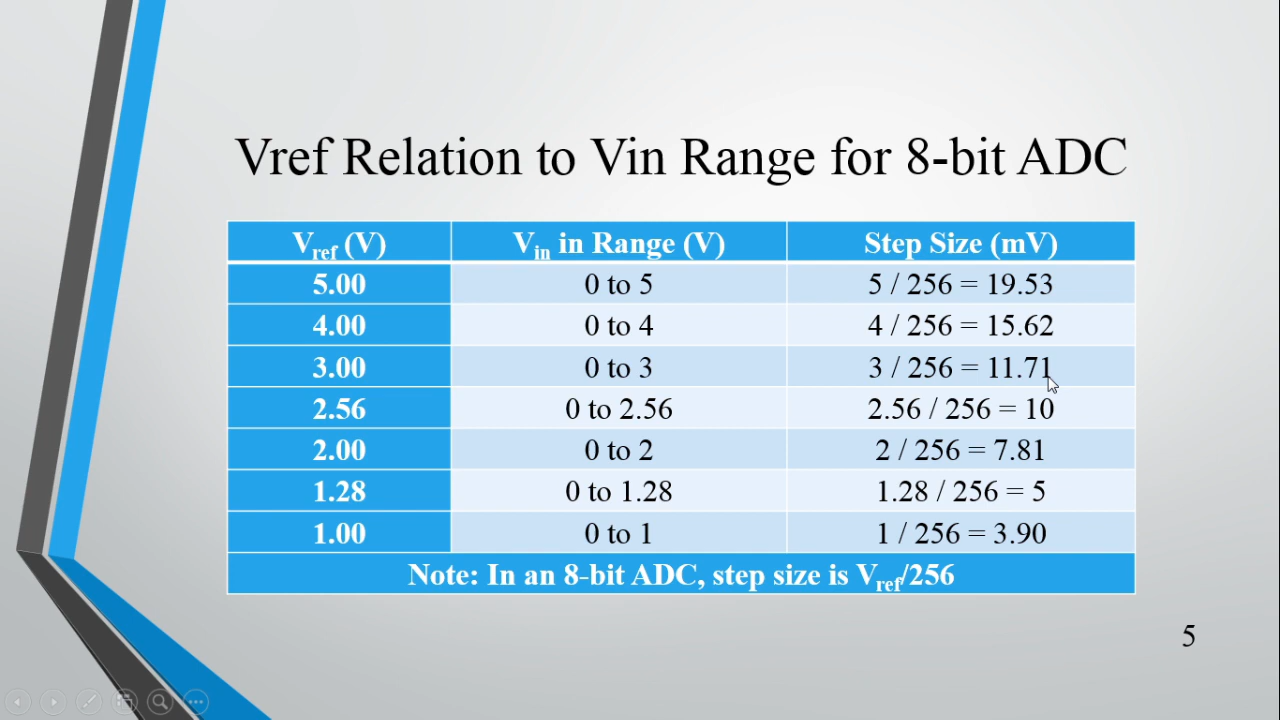 Vref Relation to Vin Range for 8-bit ADC
Vref (V) Vin in Range (V) Step Size (mV)
5.00 0 to 5 5 / 256 = 19.53
4.00 0 to 4 4 / 256 = 15.62
3.00 0 to 3 3 / 256 = 11.71
2.56 0 to 2.56 2.56 / 256 = 10
2.00 0 to 2 2 / 256 = 7.81
1.28 0 to 1.28 1.28 / 256 = 5
1.00 0 to 1 1 / 256 = 3.90
Note: In an 8-bit ADC, step size is Vref/256
5